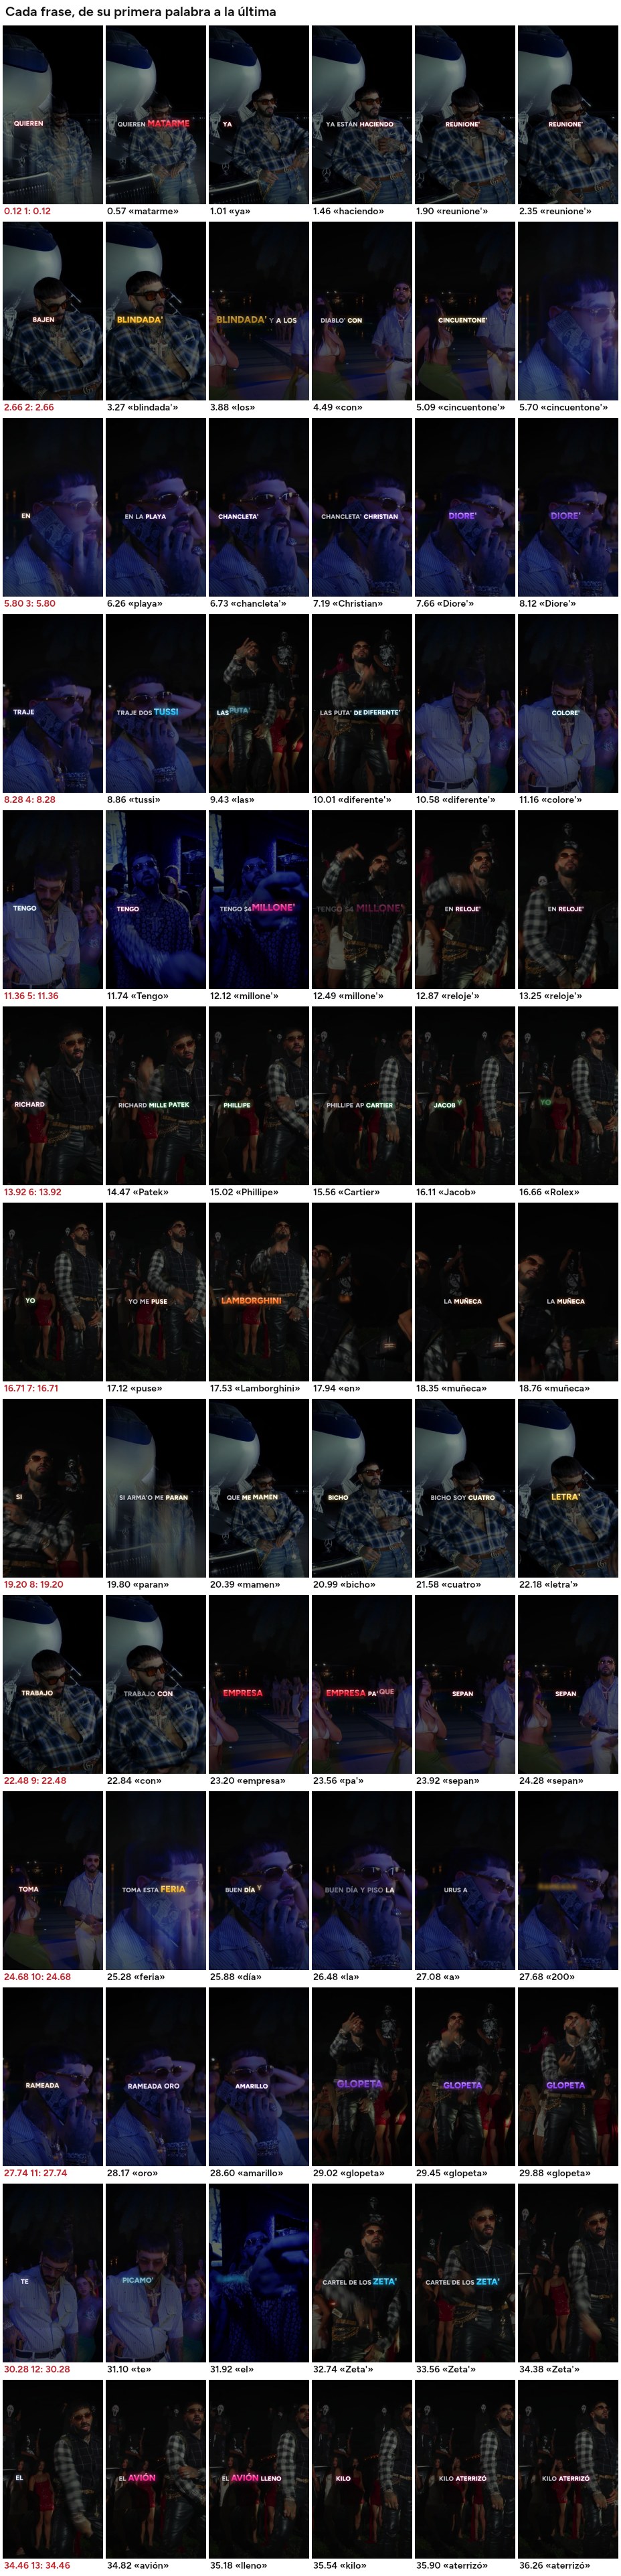 Cada frase, de su primera palabra a la última
QUIEREN
QUIEREN MATARME
YA
YA ESTÁN HACIENDO
REUNIONE'
REUNIONE'
0.12 1: 0.12
0.57 «matarme»
1.01 «ya»
1.46 «haciendo»
1.90 «reunione'»
2.35 «reunione'»
BAJEN
BLINDADA'
BLINDADA' Y A LOS
DIABLO' CON
CINCUENTONE'
2.66 2: 2.66
3.27 «blindada'»
3.88 «los»
4.49 «con»
5.09 «cincuentone'»
5.70 «cincuentone'»
EN
EN LA PLAYA
CHANCLETA'
CHANCLETA' CHRISTIAN
DIORE'
DIORE'
5.80 3: 5.80
6.26 «playa»
6.73 «chancleta'»
7.19 «Christian»
7.66 «Diore'»
8.12 «Diore'»
TRAJE
TRAJE DOS TUSSI
LAS PUTA'
LAS PUTA' DE DIFERENTE'
COLORE'
8.28 4: 8.28
8.86 «tussi»
9.43 «las»
10.01 «diferente'»
10.58 «diferente'»
11.16 «colore'»
TENGO
TENGO
TENGO $4 MILLONE'
TENGO $4 MILLONE'
EN RELOJE'
EN RELOJE'
11.36 5: 11.36
11.74 «Tengo»
12.12 «millone'»
12.49 «millone'»
12.87 «reloje'»
13.25 «reloje'»
RICHARD
RICHARD MILLE PATEK
PHILLIPE
PHILLIPE AP CARTIER
JACOB Y
YO
13.92 6: 13.92
14.47 «Patek»
15.02 «Phillipe»
15.56 «Cartier»
16.11 «Jacob»
16.66 «Rolex»
YO
YO ME PUSE
LAMBORGHINI
LA MUÑECA
LA MUÑECA
16.71 7: 16.71
17.12 «puse»
17.53 «Lamborghini»
17.94 «en»
18.35 «muñeca»
18.76 «muñeca»
SI
SI ARMA'O ME PARAN
QUE ME MAMEN
BICHO
BICHO SOY CUATRO
LETRA'
19.20 8: 19.20
19.80 «paran»
20.39 «mamen»
20.99 «bicho»
21.58 «cuatro»
22.18 «letra'»
TRABAJO
TRABAJO CON
EMPRESA
EMPRESA PA' QUE
SEPAN
SEPAN
22.48 9: 22.48
22.84 «con»
23.20 «empresa»
23.56 «pa'»
23.92 «sepan»
24.28 «sepan»
TOMA
TOMA ESTA FERIA
BUEN DÍA Y
BUEN DÍA Y PISO LA
URUS A
RAMEADA
24.68 10: 24.68
25.28 «feria»
25.88 «día»
26.48 «la»
27.08 «a»
27.68 «200»
RAMEADA
RAMEADA ORO
AMARILLO
GLOPETA
GLOPETA
GLOPETA
27.74 11: 27.74
28.17 «oro»
28.60 «amarillo»
29.02 «glopeta»
29.45 «glopeta»
29.88 «glopeta»
TE
PICAMO'
CARTEL DE LOS ZETA'
CARTEL DE LOS ZETA'
30.28 12: 30.28
31.10 «te»
31.92 «el»
32.74 «Zeta'»
33.56 «Zeta'»
34.38 «Zeta'»
EL
EL AVIÓN
EL AVIÓN LLENO
KILO
KILO ATERRIZÓ
KILO ATERRIZÓ
34.46 13: 34.46
34.82 «avión»
35.18 «lleno»
35.54 «kilo»
35.90 «aterrizó»
36.26 «aterrizó»